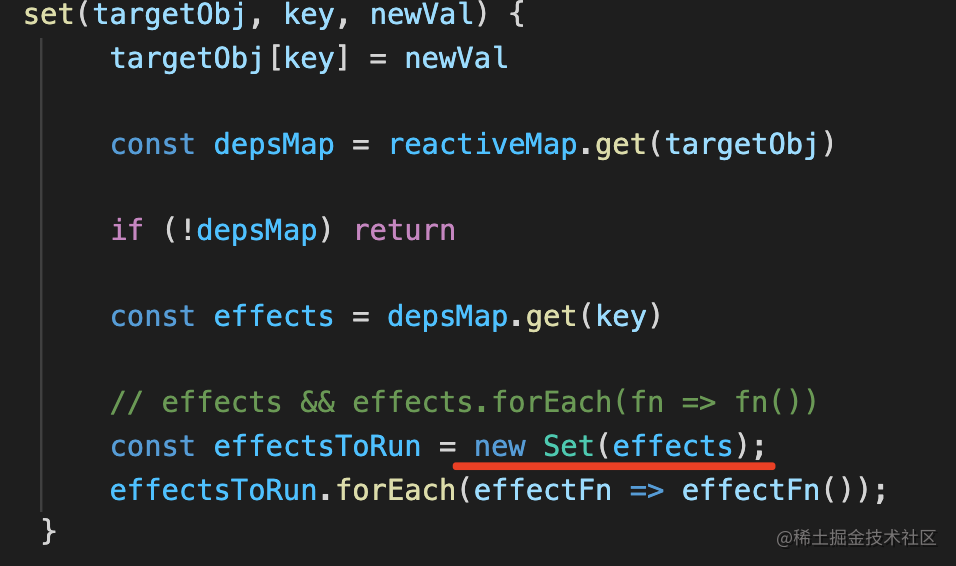 set(targetObj, key, newVal) {
targetObj[key] = newVal
const depsMap = reactiveMap.get(targetObj)
if (!depsMap) return
const effects = depsMap.get(key)
// effects && effects.forEach(fn => fn())
const effectsToRun = new Set(effects);
effectsToRun.forEach(effectFn => effectFn());
}
@稀土掘金技术社区